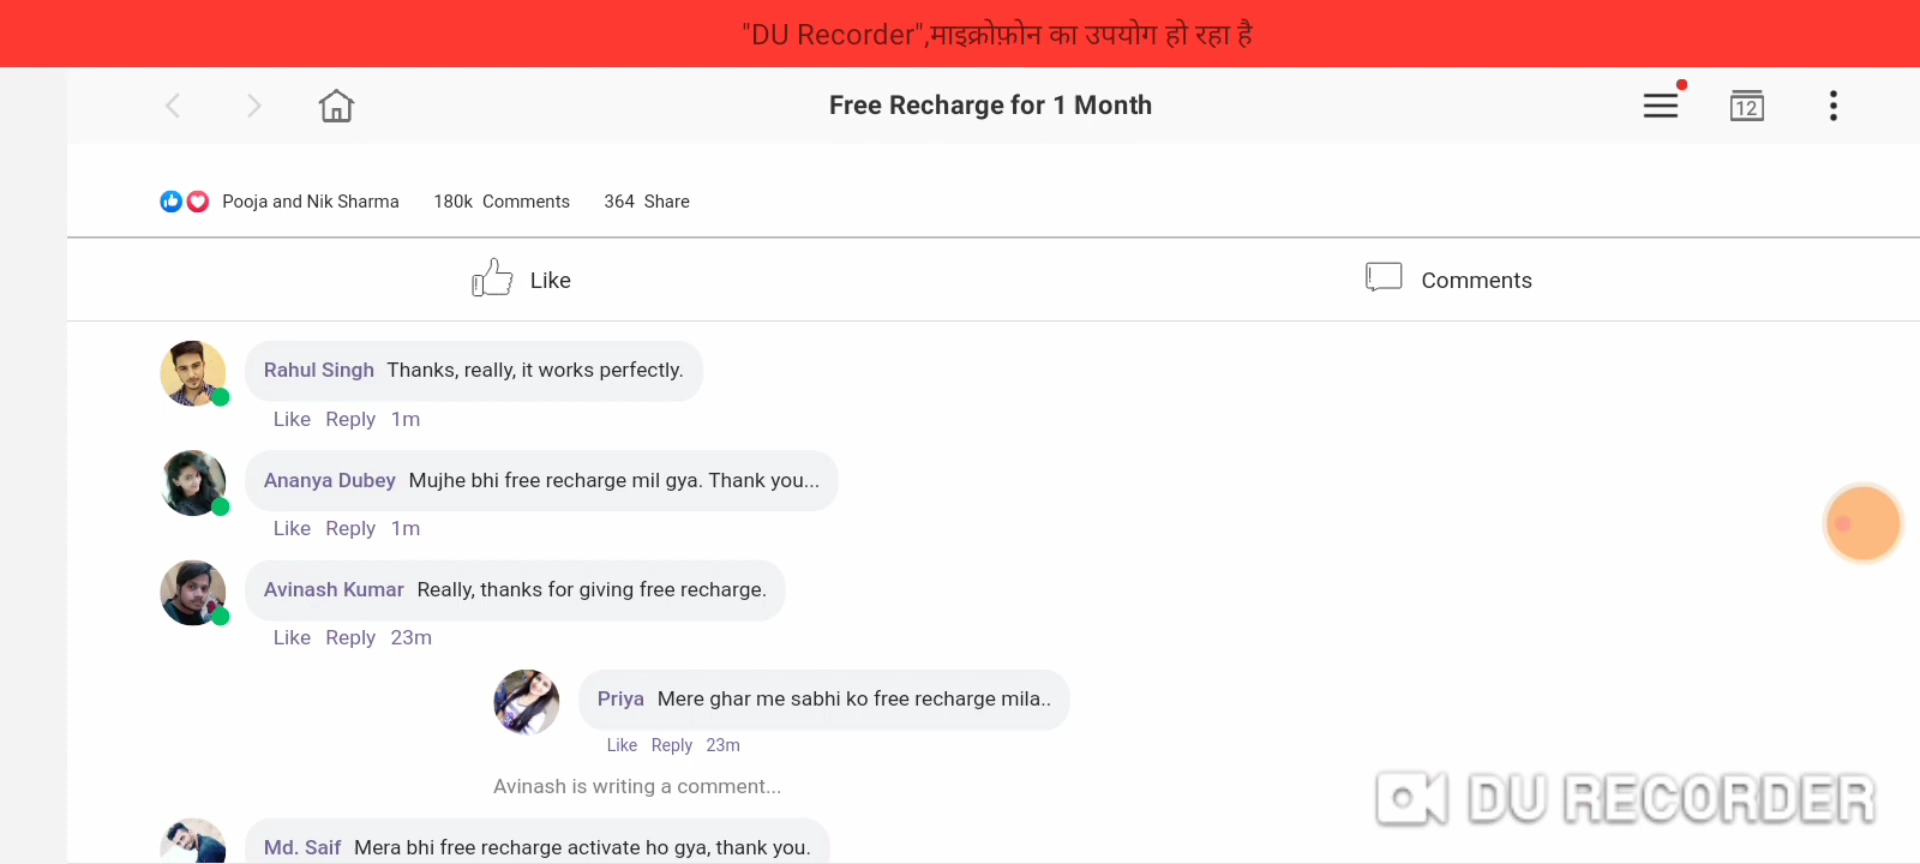 "DU Recorder",माइक्रोफ़ोन का उपयोग हो रहा है
Free Recharge for 1 Month
12
Pooja and Nik Sharma 180k Comments 364 Share
Like Comments
Rahul Singh Thanks, really, it works perfectly.
Like Reply 1m
Ananya Dubey Mujhe bhi free recharge mil gya. Thank you...
Like Reply 1m
Avinash Kumar Really, thanks for giving free recharge.
Like Reply 23m
Priya Mere ghar me sabhi ko free recharge mila..
Like Reply 23m
Avinash is writing a comment...
DU RECORDER
Md. Saif Mera bhi free recharge activate ho gya, thank you.